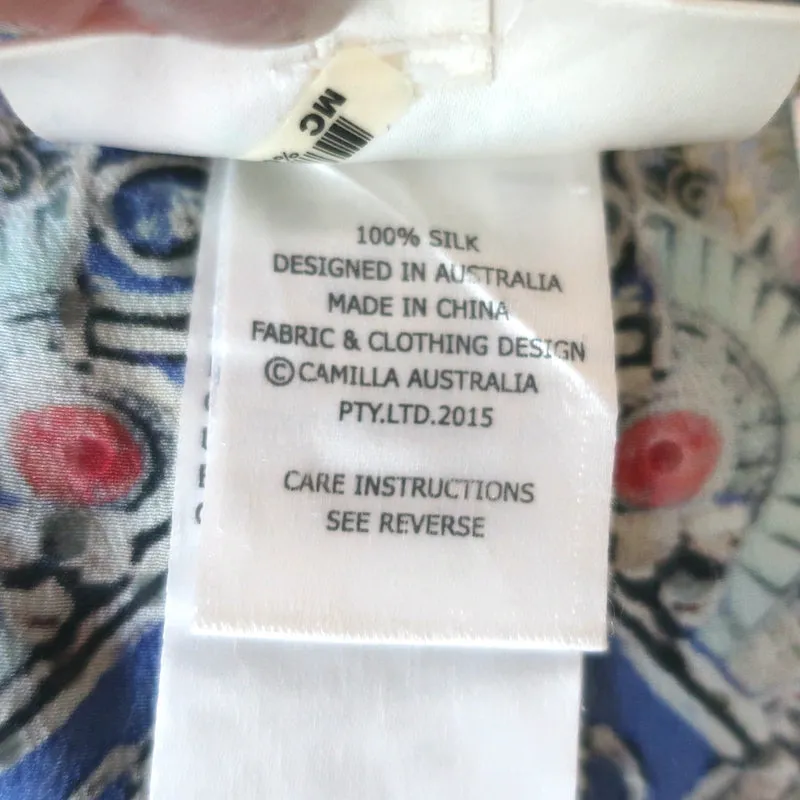 MC
%
100% SILK
DESIGNED IN AUSTRALIA
MADE IN CHINA
FABRIC & CLOTHING DESIGN
©CAMILLA AUSTRALIA
PTY.LTD.2015
CARE INSTRUCTIONS
SEE REVERSE